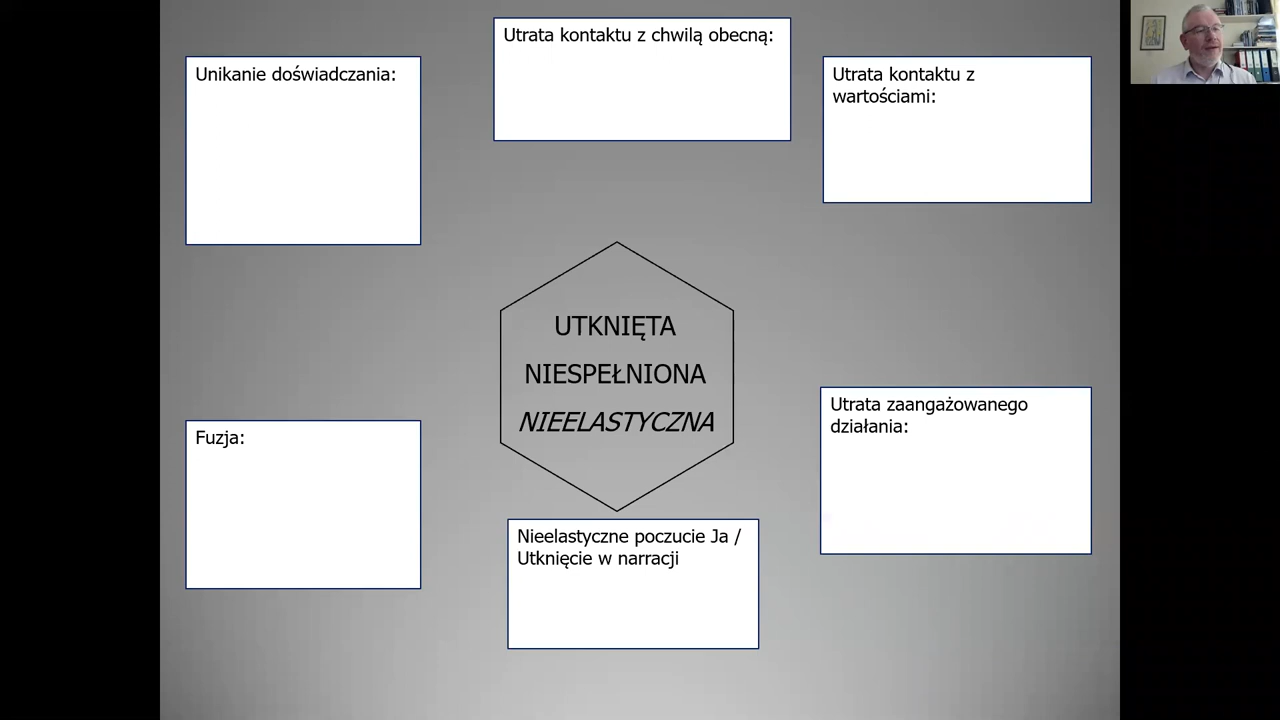 Utrata kontaktu z chwilą obecną:
Unikanie doświadczania:
Utrata kontaktu z
wartościami:
UTKNIĘTA
NIESPEŁNIONA
NIEELASTYCZNA
Utrata zaangażowanego
działania:
Fuzja:
Nieelastyczne poczucie Ja /
Utknięcie w narracji